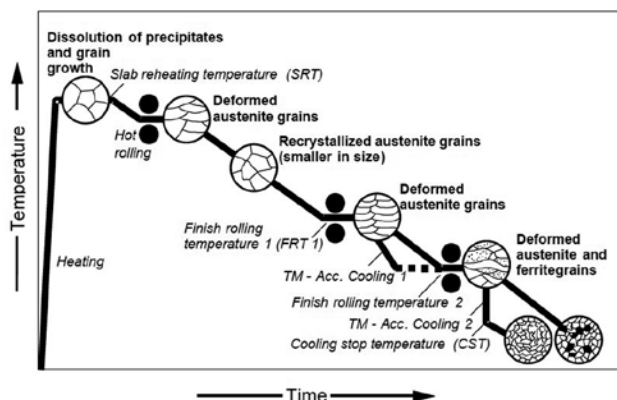 Dissolution of precipitates
and grain
growth
Slab reheating temperature (SRT)
Deformed
austenite grains
Hot
rolling
Recrystallized austenite grains
(smaller in size)
Deformed
austenite grains
Finish rolling
temperature 1 (FRT 1)
Deformed
austenite and
ferritegrains
Heating
TM - Acc. Cooling 1
Finish rolling temperature 2
TM - Acc. Cooling 2
Cooling stop temperature (CST)
Temperature
Time